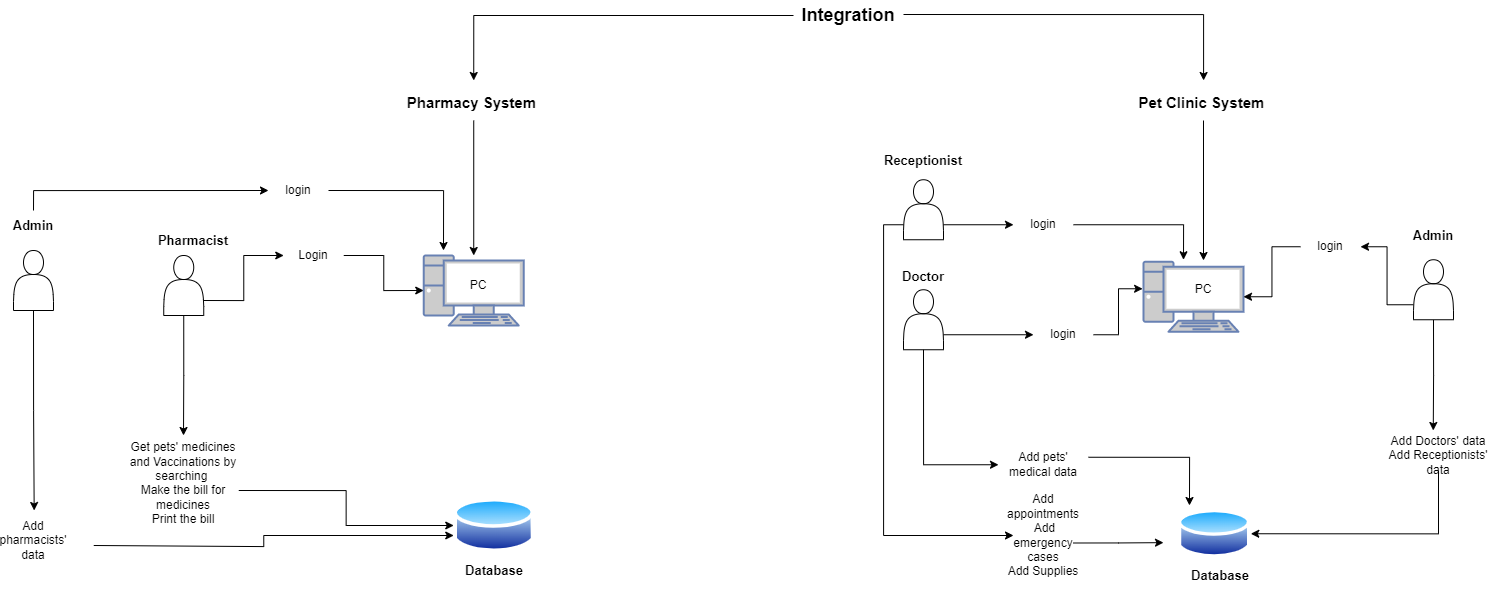 Integration
Pharmacy System
Pet Clinic System
Receptionist
login
Admin
Pharmacist
Login
PC
login
Doctor
PC
login
Admin
login
Get pets' medicines
and Vaccinations by
searching
Make the bill for
medicines
Print the bill
Add
pharmacists'
data
Database
Add pets'
medical data
Add
appointments
Add
emergency
cases
Add Supplies
Add Doctors' data
Add Receptionists'
data
Database